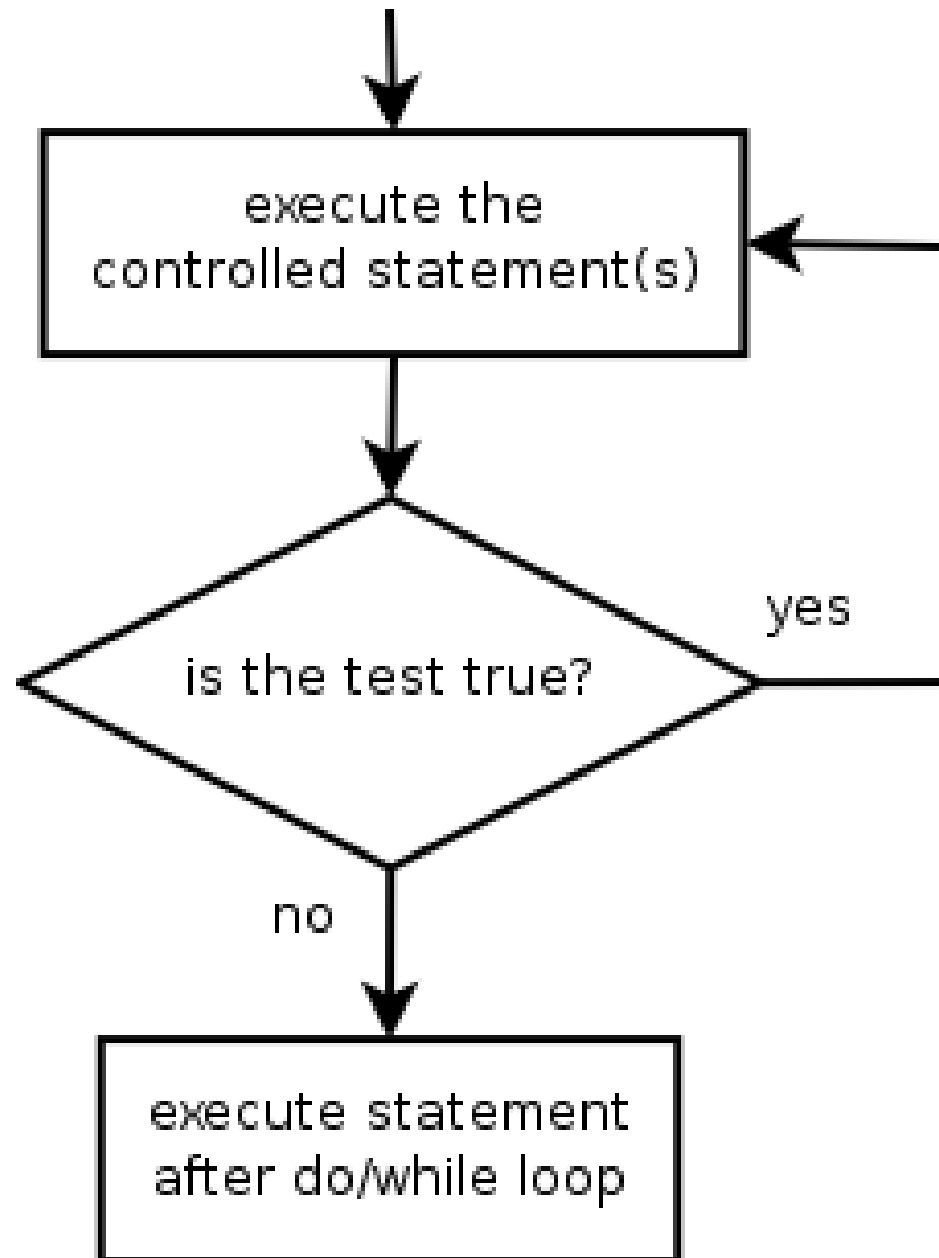 execute the
controlled statement(s)
yes
is the test true?
no
execute statement
after do/while loop